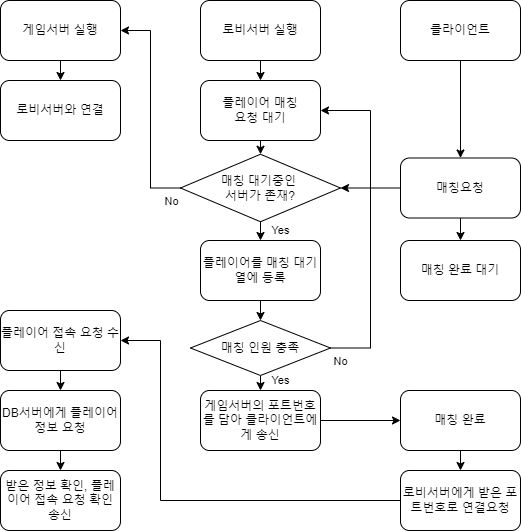 게임서버 실행
로비서버 실행
클라이언트
로비서버와 연결
플레이어 매칭
요청 대기
매칭 대기중인
서버가 존재?
No
매칭요청
Yes
플레이어를 매칭 대기
열에 등록
매칭 완료 대기
플레이어 접속 요청 수
신
매칭 인원 충족
No
Yes
DB서버에게 플레이어
정보 요청
게임서버의 포트번호
를 담아 클라이언트에
게 송신
매칭 완료
받은 정보 확인, 플레
이어 접속 요청 확인
송신
로비서버에게 받은 포
트번호로 연결요청